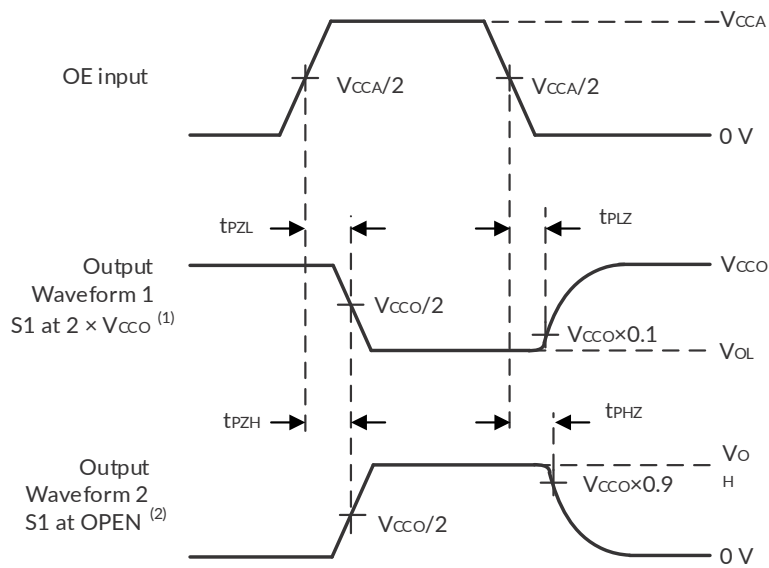 VCCA
OE input
VCCA/2
VCCA/2
0 V
tPZL
tPLZ
Output
Waveform 1
S1 at 2 × VCCO (1)
VCCO
VCCO/2
VCCO×0.1
VOL
tPZH
tPHZ
Output
Waveform 2
S1 at OPEN (2)
VO
H
VCCO×0.9
VCCO/2
0 V